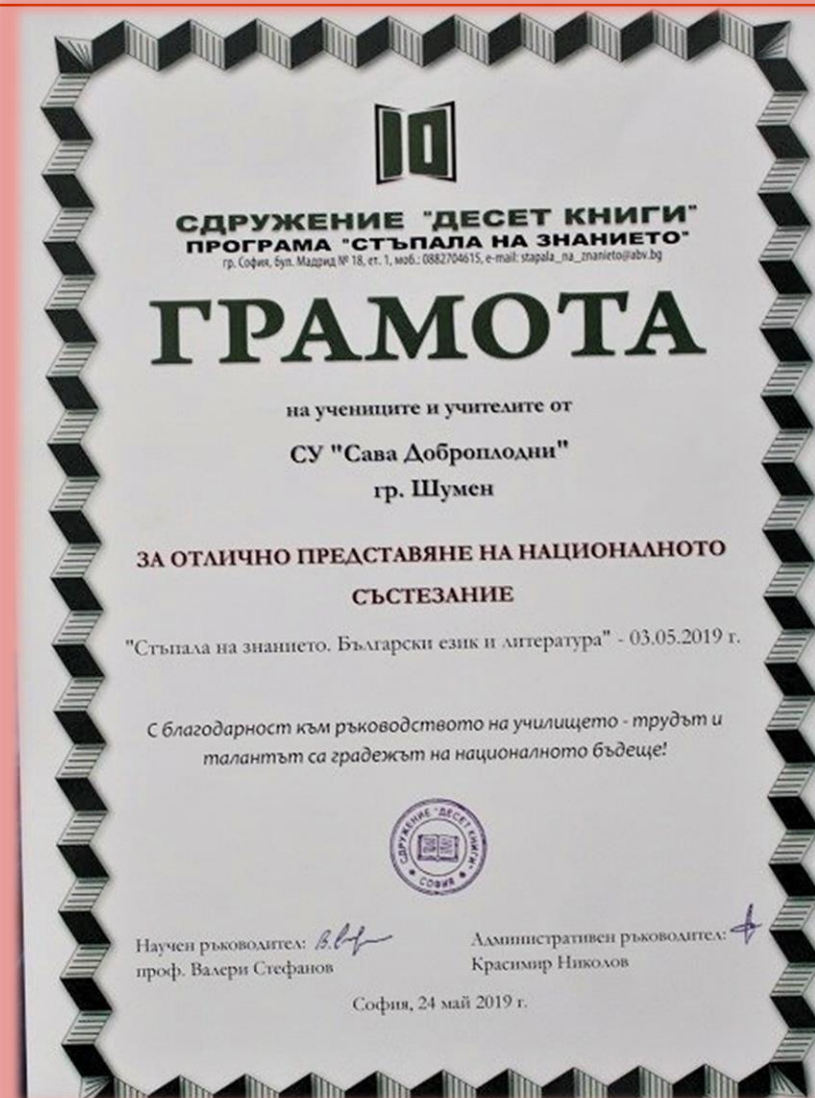 10
СДРУЖЕНИЕ "ДЕСЕТ КНИГИ"
ПРОГРАМА "СТЪПАЛА НА ЗНАНИЕТО"
гр. София, бул. Мадрид № 18, ет. 1, моб.: 0882704615, e-mail: stapala_na_znanieto@abv.bg
ГРАМОТА
на учениците и учителите от
СУ "Сава Доброплодни"
гр. Шумен
ЗА ОТЛИЧНО ПРЕДСТАВЯНЕ НА НАЦИОНАЛНОТО
СЪСТЕЗАНИЕ
"Стъпала на знанието. Български език и литература" - 03.05.2019 г.
С благодарност към ръководството на училището - трудът и
талантът са градежът на националното бъдеще!
СДРУЖЕНИЕ "ДЕСЕТ КНИГИ"
СОФИЯ
Научен ръководител:
Административен ръководител:
проф. Валери Стефанов
Красимир Николов
София, 24 май 2019 г.